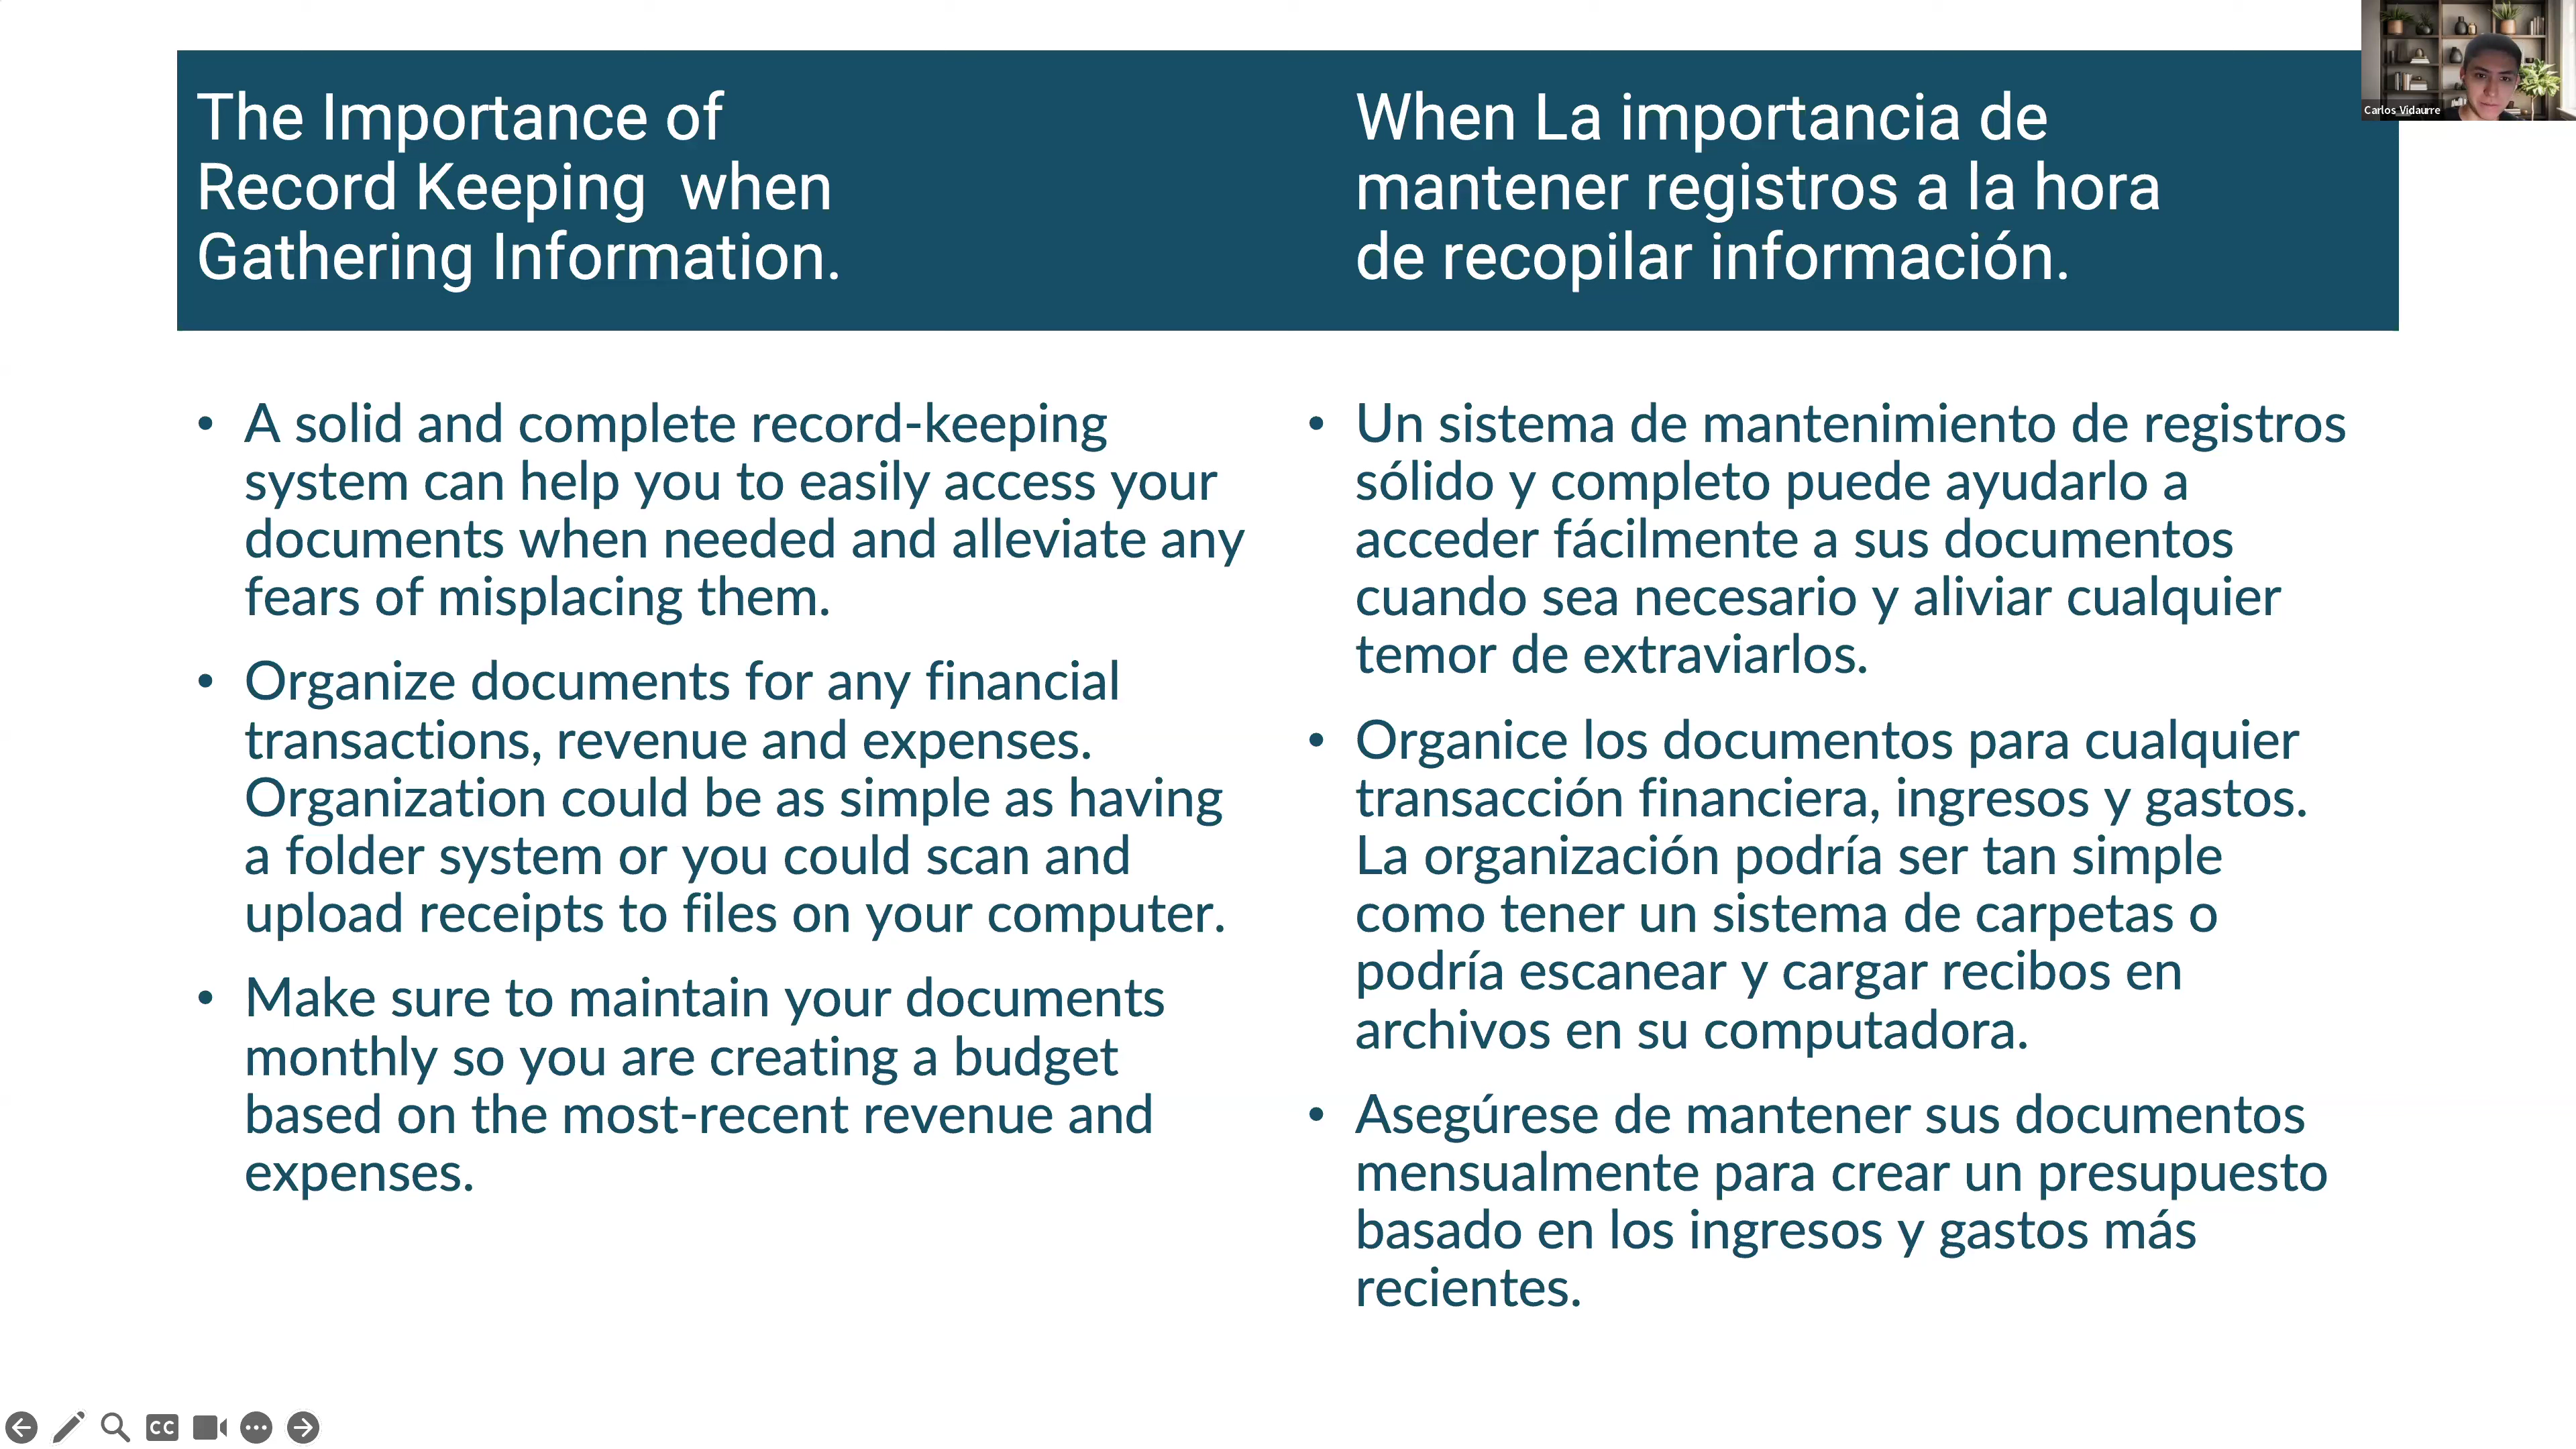 The Importance of
Record Keeping  when
Gathering Information.
When La importancia de
mantener registros a la hora
de recopilar información.
Carlos Vidaurre
• A solid and complete record-keeping
system can help you to easily access your
documents when needed and alleviate any
fears of misplacing them.
• Organize documents for any financial
transactions, revenue and expenses.
Organization could be as simple as having
a folder system or you could scan and
upload receipts to files on your computer.
• Make sure to maintain your documents
monthly so you are creating a budget
based on the most-recent revenue and
expenses.
• Un sistema de mantenimiento de registros
sólido y completo puede ayudarlo a
acceder fácilmente a sus documentos
cuando sea necesario y aliviar cualquier
temor de extraviarlos.
• Organice los documentos para cualquier
transacción financiera, ingresos y gastos.
La organización podría ser tan simple
como tener un sistema de carpetas o
podría escanear y cargar recibos en
archivos en su computadora.
• Asegúrese de mantener sus documentos
mensualmente para crear un presupuesto
basado en los ingresos y gastos más
recientes.
CC